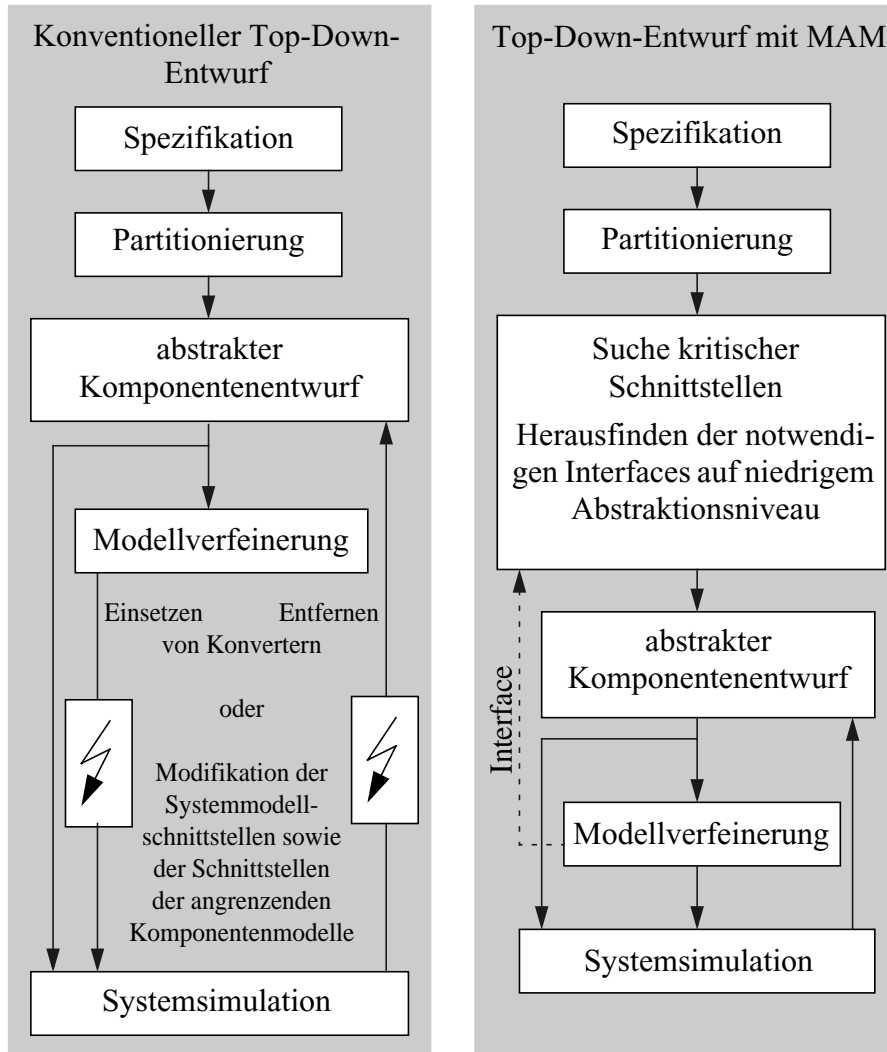 Konventioneller Top-Down-
Entwurf
Spezifikation
Partitionierung
abstrakter
Komponentenentwurf
Modellverfeinerung
Einsetzen Entfernen
von Konvertern
oder
Modifikation der
Systemmodell-
schnittstellen sowie
der Schnittstellen
der angrenzenden
Komponentenmodelle
Systemsimulation
Top-Down-Entwurf mit MAM
Spezifikation
Partitionierung
Suche kritischer
Schnittstellen
Herausfinden der notwendi-
gen Interfaces auf niedrigem
Abstraktionsniveau
abstrakter
Komponentenentwurf
Interface
Modellverfeinerung
Systemsimulation